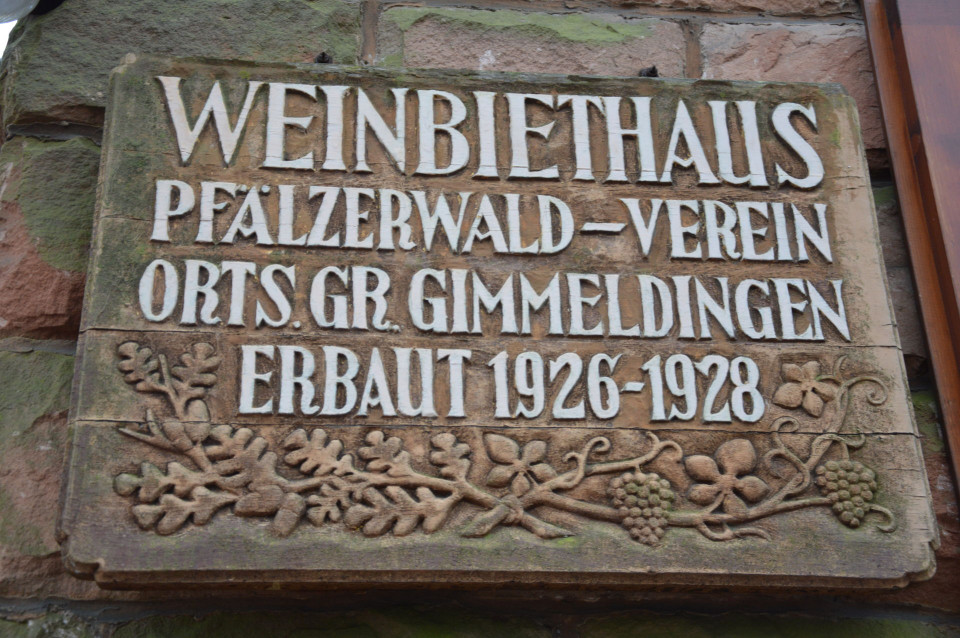 WEINBIETHAUS
PFÄLZERWALD-VEREIN
ORTS. GR. GIMMELDINGEN
ERBAUT 1926-1928